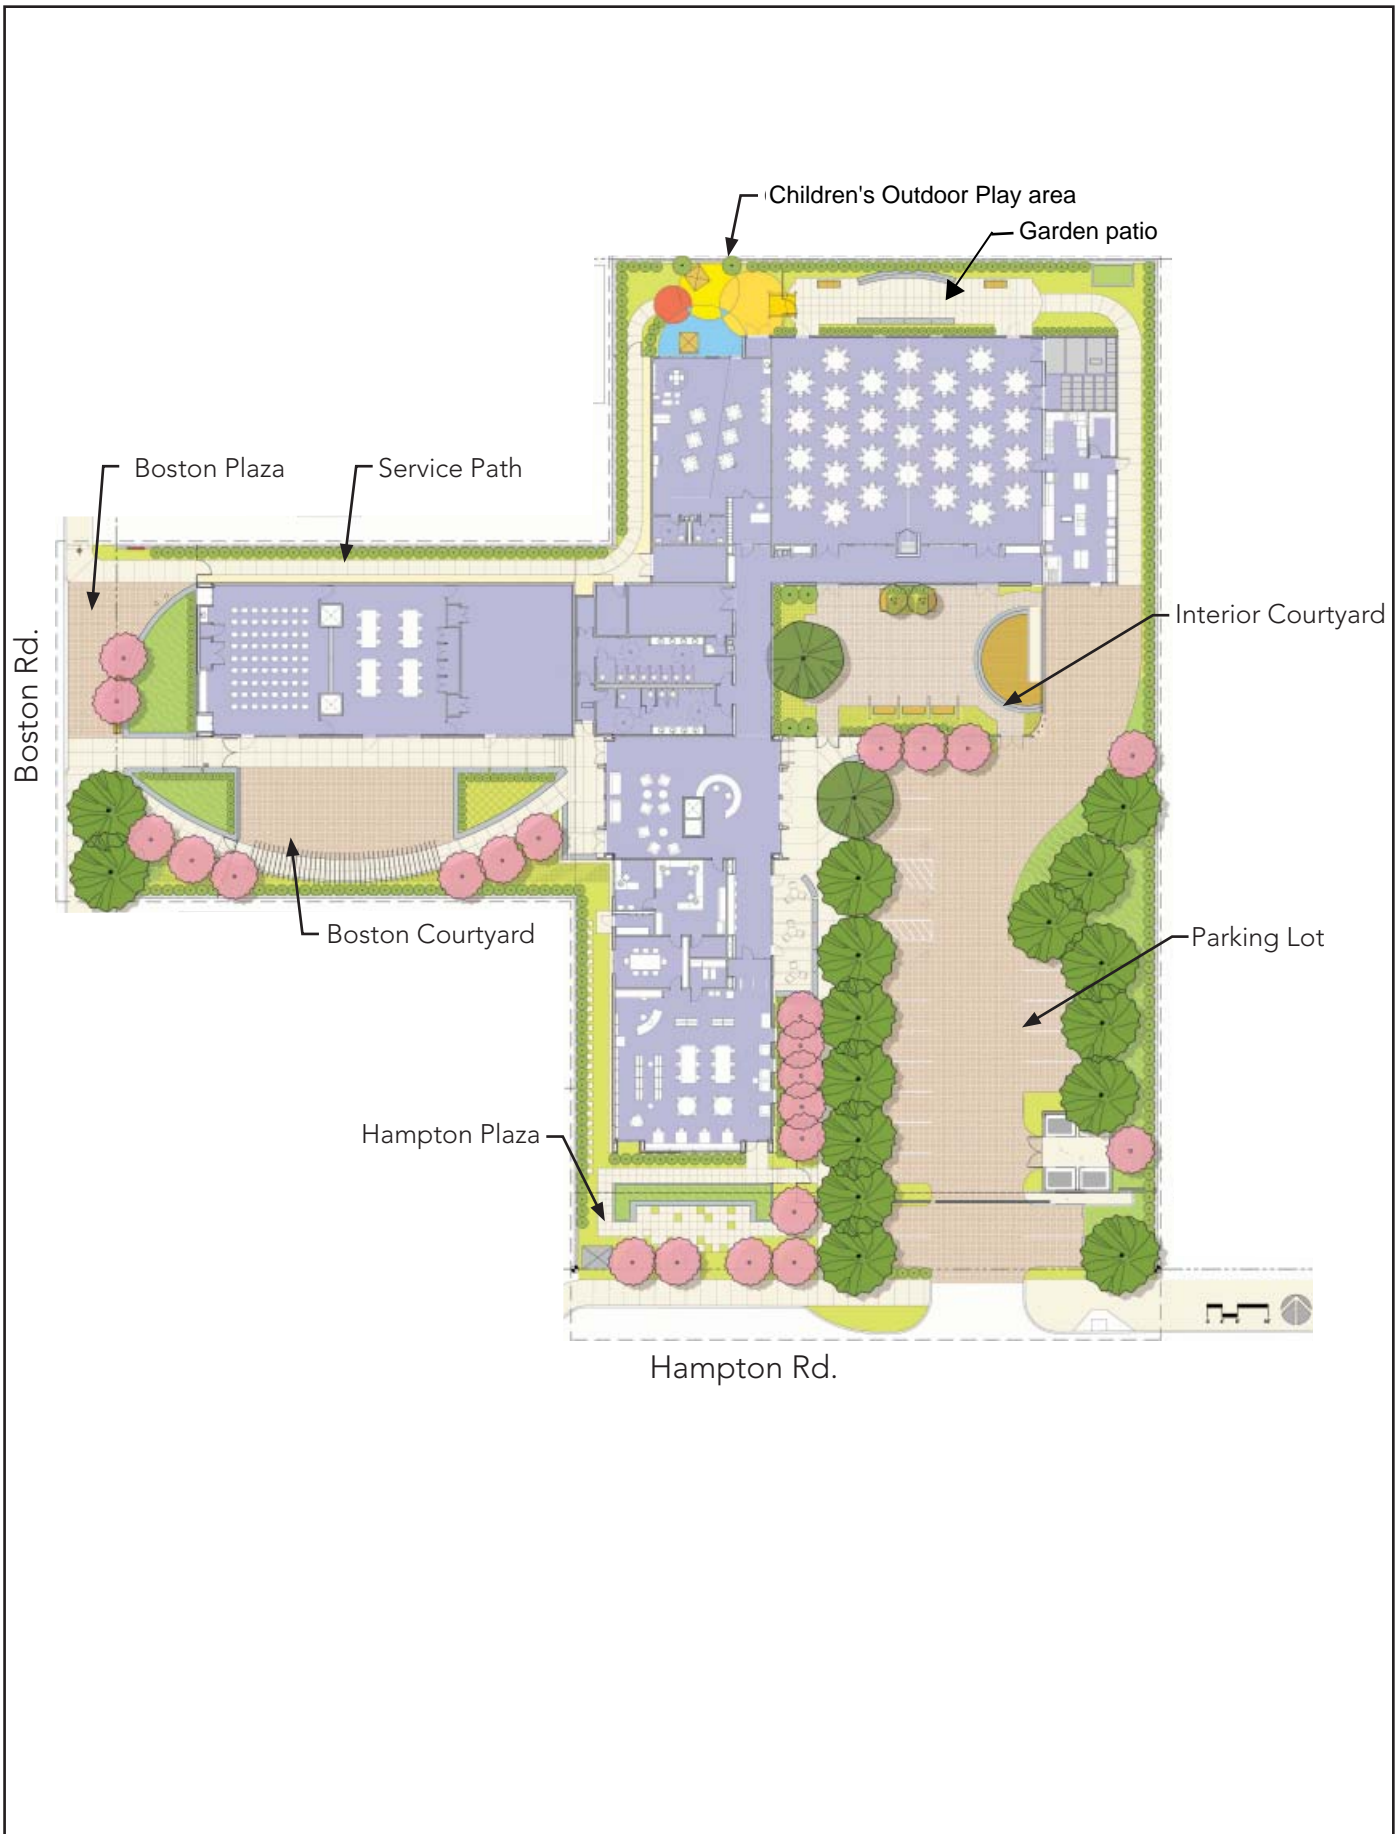 Children's Outdoor Play area
Garden patio
Boston Plaza
Service Path
Interior Courtyard
Boston Rd.
Boston Courtyard
Parking Lot
Hampton Plaza
Hampton Rd.